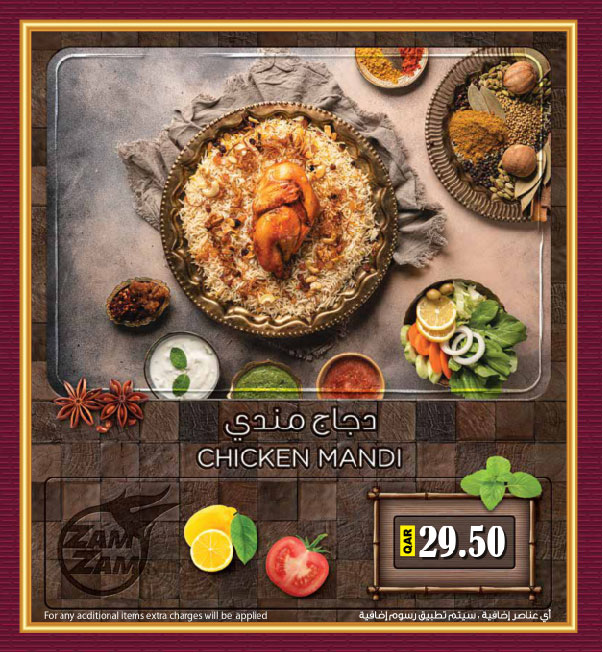 دجاج مندي
CHICKEN MANDI
ZAM
ZAM
QAR 29.50
For any acditional items extra charges will be applied
أي عناصر إضافية ، سيتم تطبيق رسوم إضافية